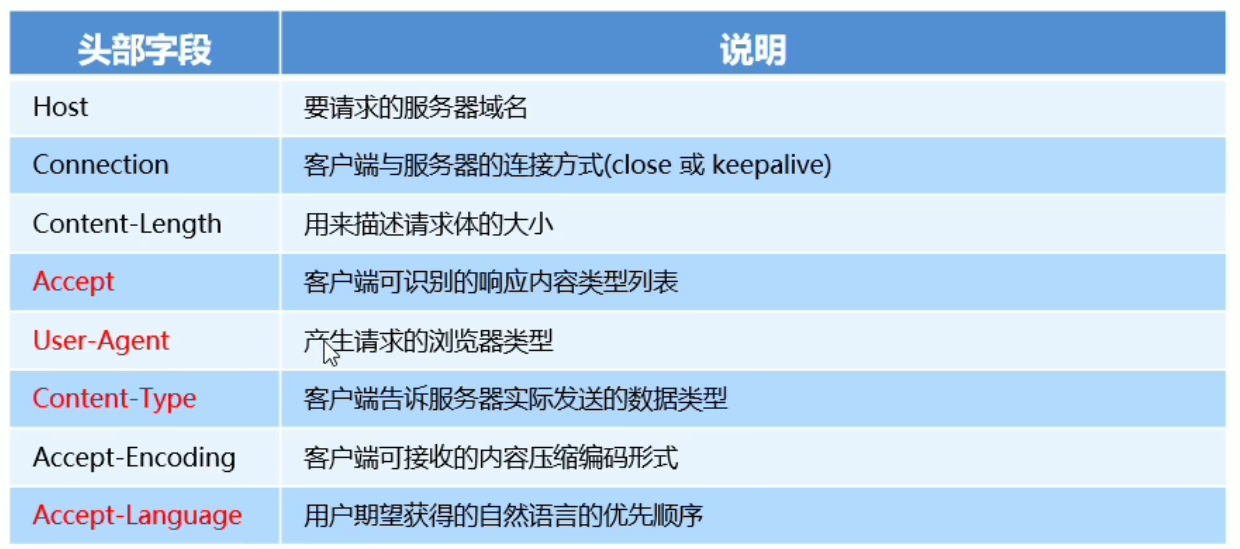 头部字段 说明
Host 要请求的服务器域名
Connection 客户端与服务器的连接方式(close 或 keepalive)
Content-Length 用来描述请求体的大小
Accept 客户端可识别的响应内容类型列表
User-Agent 产生请求的浏览器类型
Content-Type 客户端告诉服务器实际发送的数据类型
Accept-Encoding 客户端可接收的内容压缩编码形式
Accept-Language 用户期望获得的自然语言的优先顺序